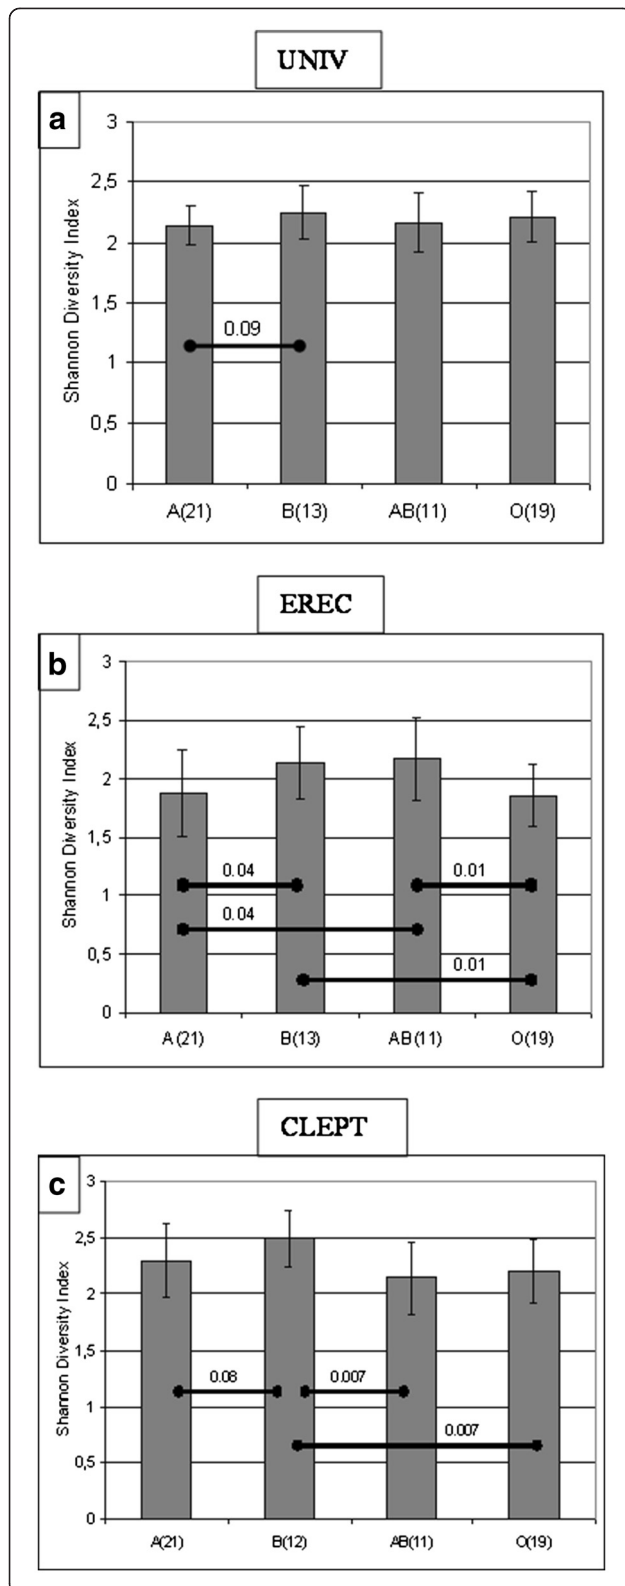 UNIV
a
Shannon Diversity Index
3
2,5
2
1,5
1
0,5
0
0.09
A(21) B(13) AB(11) O(19)
EREC
b
Shannon Diversity Index
3
2,5
2
1,5
1
0,5
0
0.04 0.01
0.04
0.01
A(21) B(13) AB(11) O(19)
CLEPT
c
Shannon Diversity Index
3
2,5
2
1,5
1
0,5
0
0.08 0.007
0.007
A(21) B(12) AB(11) O(19)